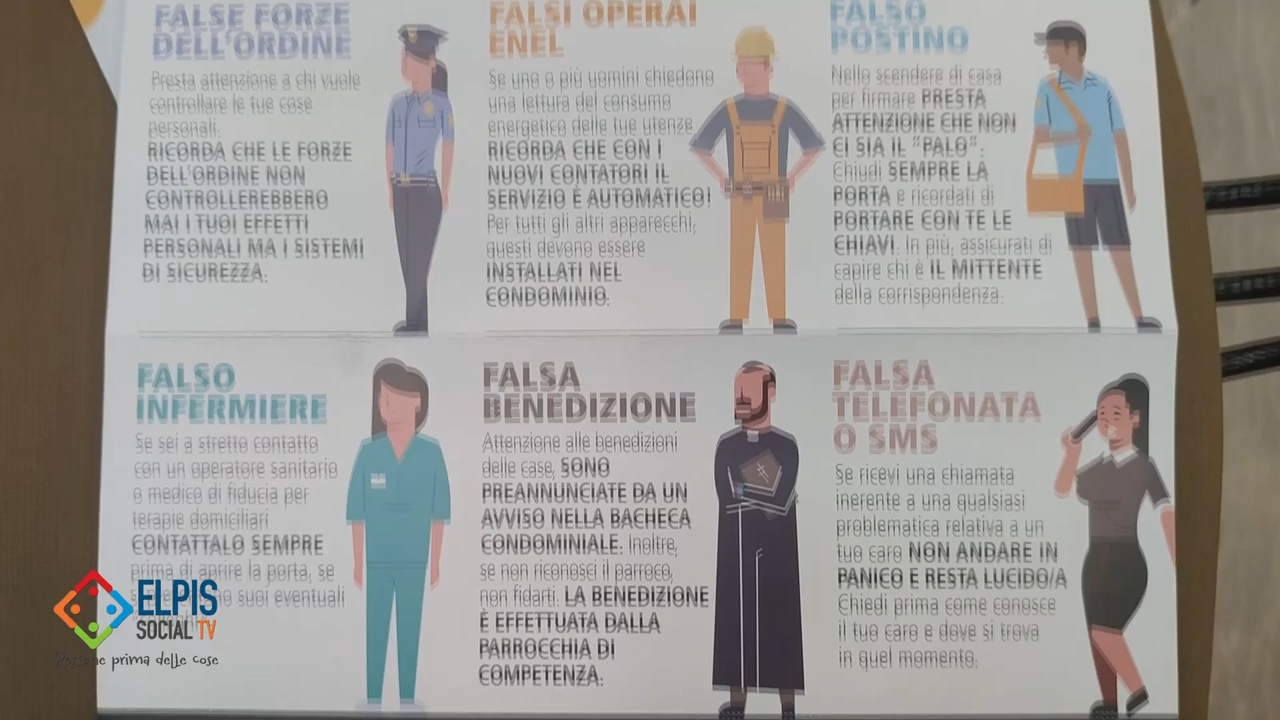 FALSE FORZE
DELL'ORDINE
Presta attenzione a chi vuole
controllare le tue cose
personali.
RICORDA CHE LE FORZE
DELL'ORDINE NON
CONTROLLEREBBERO
MAI I TUOI EFFETTI
PERSONALI MA I SISTEMI
DI SICUREZZA.
FALSI OPERAI
ENEL
Se uno o più uomini chiedono
una lettura del consumo
energetico delle tue utenze
RICORDA CHE CON I
NUOVI CONTATORI IL
SERVIZIO È AUTOMATICO!
Per tutti gli altri apparecchi,
questi devono essere
INSTALLATI NEL
CONDOMINIO.
FALSO
POSTINO
Nello scendere di casa
per firmare PRESTA
ATTENZIONE CHE NON
CI SIA IL "PALO".
Chiudi SEMPRE LA
PORTA e ricordati di
PORTARE CON TE LE
CHIAVI. In più, assicurati di
capire chi è IL MITTENTE
della corrispondenza.
FALSO
INFERMIERE
Se sei a stretto contatto
con un operatore sanitario
o medico di fiducia per
terapie domiciliari
CONTATTALO SEMPRE
prima di aprire la porta, se
suoi eventuali
FALSA
BENEDIZIONE
Attenzione alle benedizioni
delle case, SONO
PREANNUNCIATE DA UN
AVVISO NELLA BACHECA
CONDOMINIALE. Inoltre,
se non riconosci il parroco,
non fidarti. LA BENEDIZIONE
È EFFETTUATA DALLA
PARROCCHIA DI
COMPETENZA.
FALSA
TELEFONATA
O SMS
Se ricevi una chiamata
inerente a una qualsiasi
problematica relativa a un
tuo caro NON ANDARE IN
PANICO E RESTA LUCIDO/A
Chiedi prima come conosce
il tuo caro e dove si trova
in quel momento.
ELPIS
SOCIAL TV
Persone prima delle cose